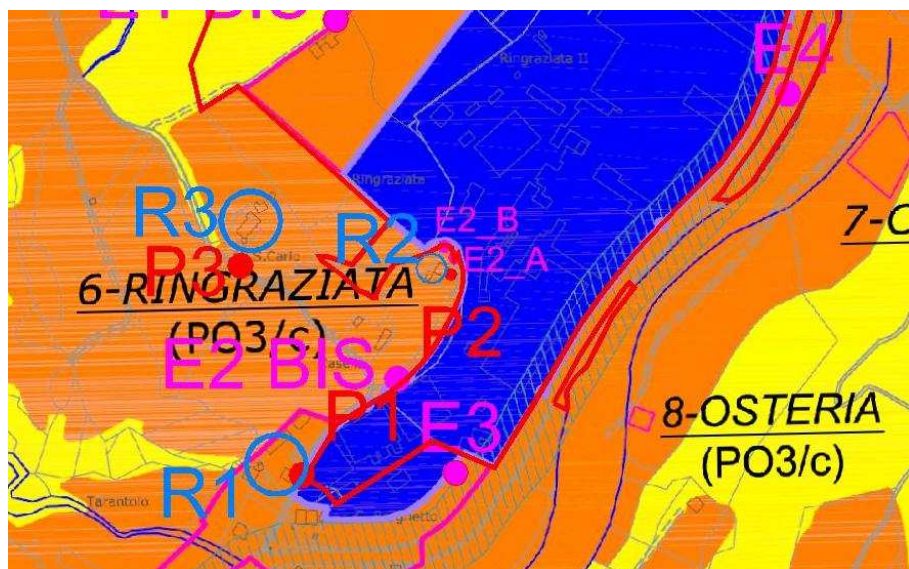 E1 BIS
Ringraziata II
E4
Ringraziata
R3
R2
E2_B
E2_A
7-O
S.Carlo
P3
6-RINGRAZIATA
(PO3/c)
P2
E2 BIS
P1
E3
8-OSTERIA
(PO3/c)
R1
Tarantolo